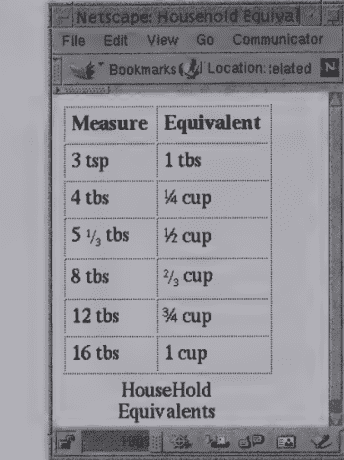 Netscape: Household Equival
File Edit View Go Communicator
Bookmarks Location: elated N
Measure Equivalent
3 tsp 1 tbs
4 tbs ¼ cup
5 1/3 tbs ½ cup
8 tbs 2/3 cup
12 tbs ¾ cup
16 tbs 1 cup
HouseHold
Equivalents